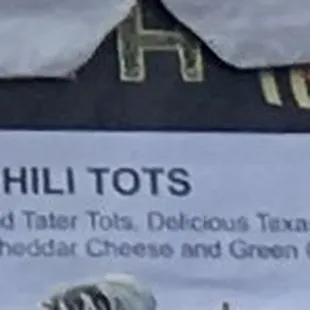 H
HILI TOTS
d Tater Tots, Delicious Texa
heddar Cheese and Green